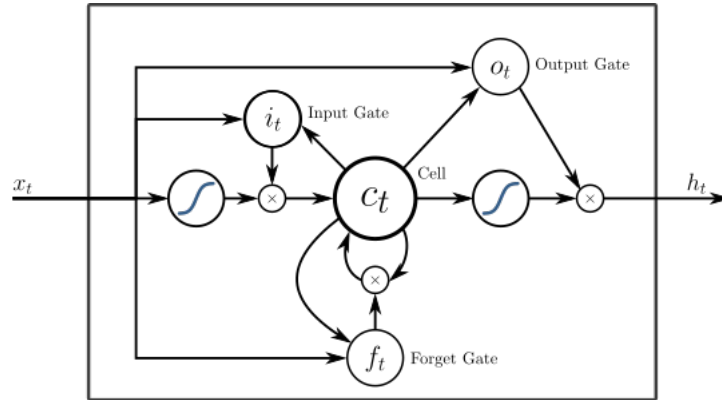 o_t Output Gate
i_t Input Gate
x_t
×
c_t
Cell
×
h_t
×
f_t Forget Gate